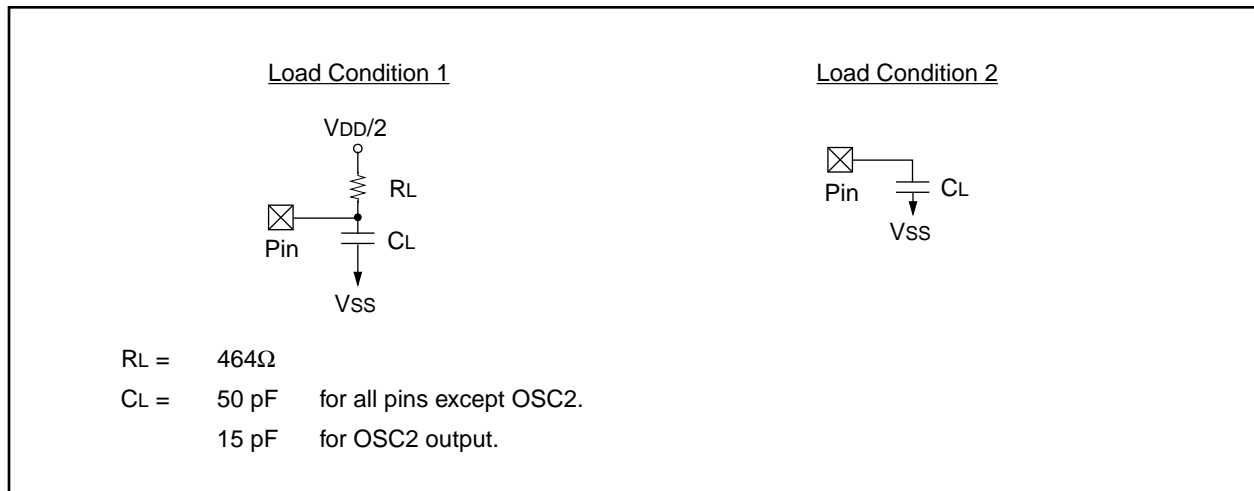 Load Condition 1
VDD/2
RL
Pin
CL
VSS
Load Condition 2
Pin
CL
VSS
RL = 464Ω
CL = 50 pF for all pins except OSC2.
15 pF for OSC2 output.